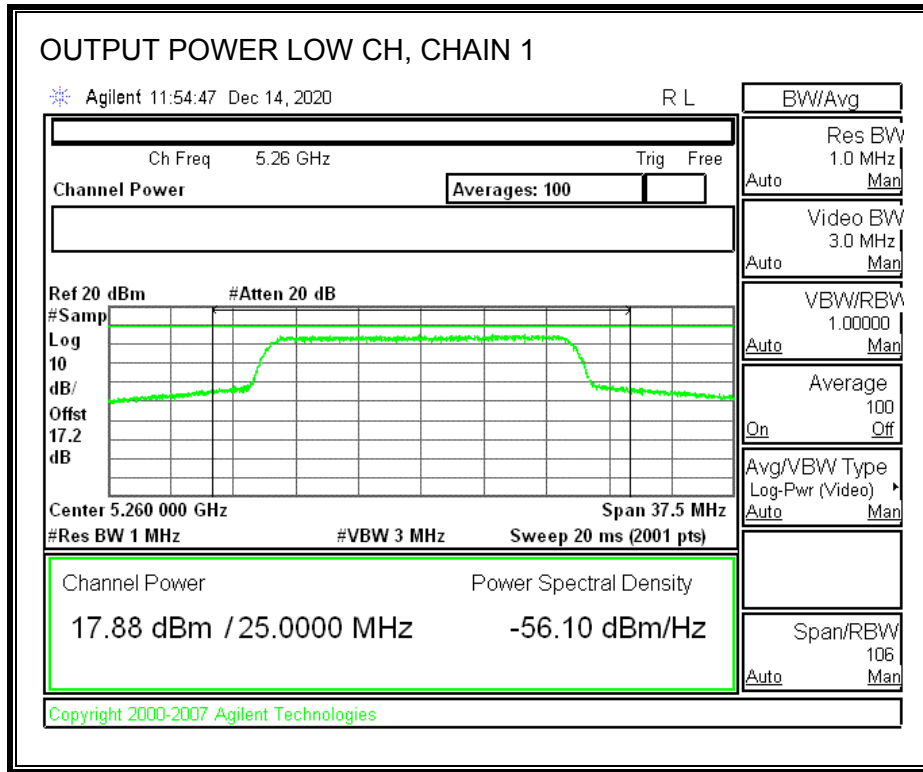 OUTPUT POWER LOW CH, CHAIN 1
Agilent 11:54:47 Dec 14, 2020 R L
Ch Freq 5.26 GHz Trig Free
Channel Power Averages: 100
Ref 20 dBm #Atten 20 dB
#Samp
Log
10
dB/
Offst
17.2
dB
Center 5.260 000 GHz Span 37.5 MHz
#Res BW 1 MHz #VBW 3 MHz Sweep 20 ms (2001 pts)
Channel Power Power Spectral Density
17.88 dBm / 25.0000 MHz -56.10 dBm/Hz
Copyright 2000-2007 Agilent Technologies
BW/Avg
Res BW
1.0 MHz
Auto Man
Video BW
3.0 MHz
Auto Man
VBW/RBW
1.00000
Auto Man
Average
100
On Off
Avg/VBW Type
Log-Pwr (Video)
Auto Man
Span/RBW
106
Auto Man